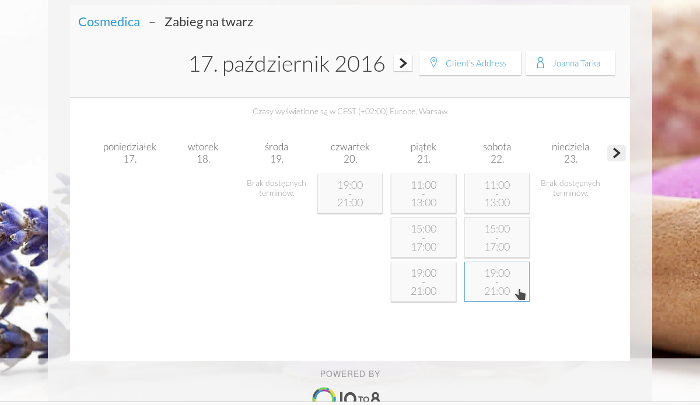 Cosmedica – Zabieg na twarz
17. październik 2016
Client's Address
Joanna Tarka
Czasy wyświetlone są w CEST (+02:00) Europe, Warsaw
poniedziałek wtorek środa czwartek piątek sobota niedziela
17. 18. 19. 20. 21. 22. 23.
Brak dostępnych terminów.
19:00 - 21:00
11:00 - 13:00
11:00 - 13:00
Brak dostępnych terminów.
15:00 - 17:00
15:00 - 17:00
19:00 - 21:00
19:00 - 21:00
POWERED BY
10TO8